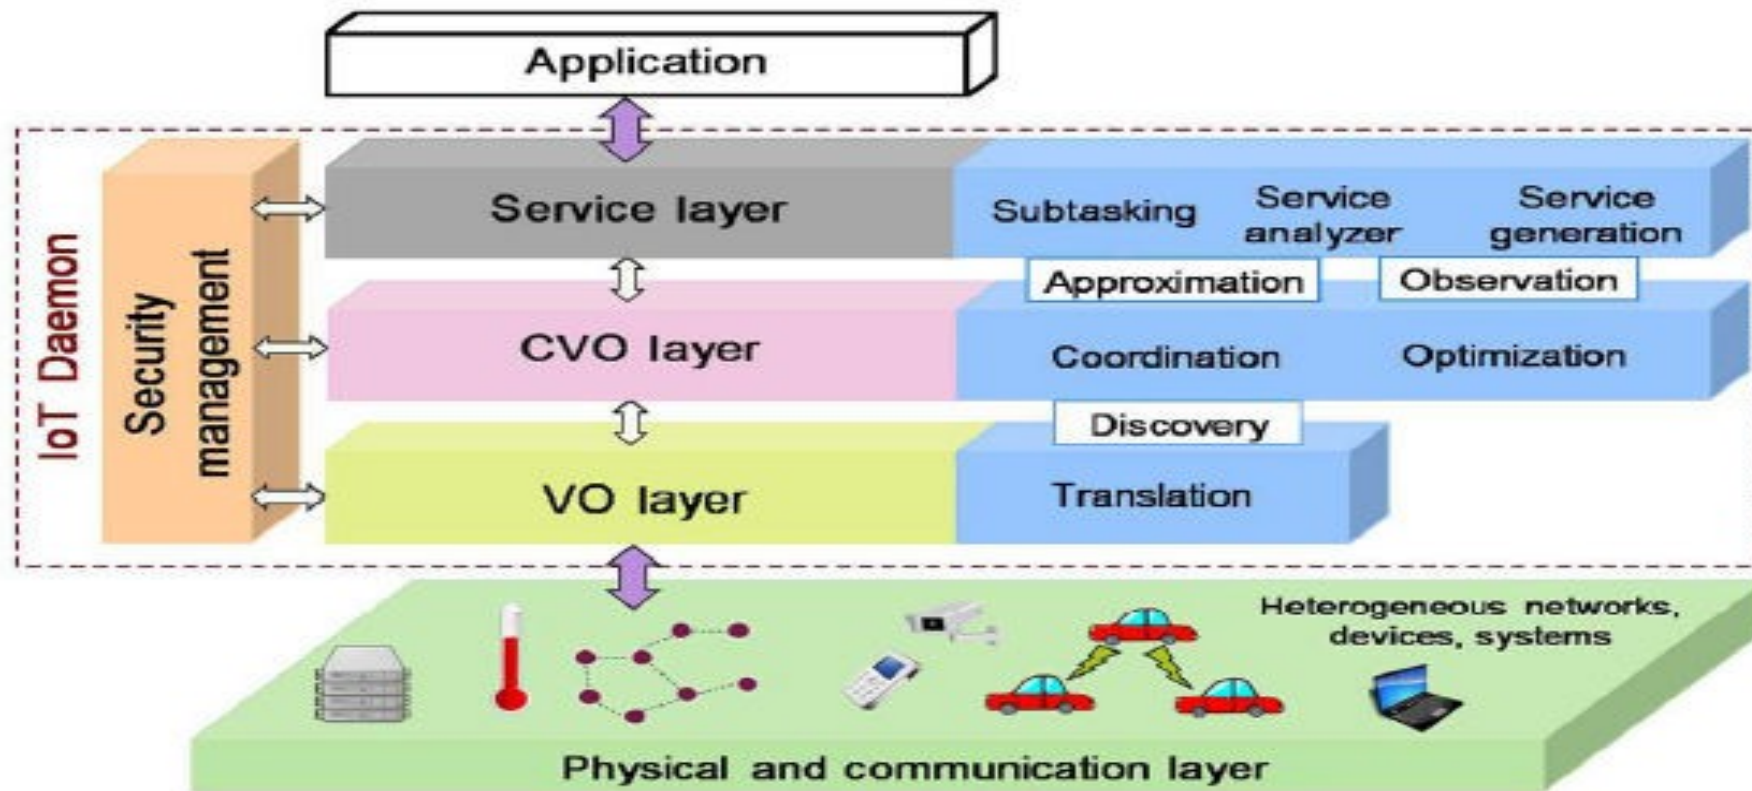 Application
IoT Daemon
Security
management
Service layer
Subtasking
Service
analyzer
Service
generation
Approximation
Observation
CVO layer
Coordination
Optimization
Discovery
VO layer
Translation
Heterogeneous networks,
devices, systems
Physical and communication layer